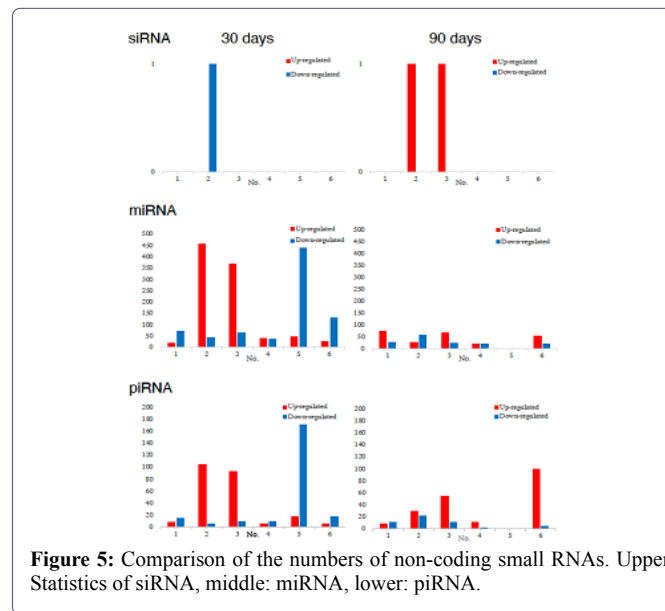 siRNA 30 days 90 days
Up-regulated
Down-regulated
1
0
1 2 3 4 5 6
No.
Up-regulated
Down-regulated
1
0
1 2 3 4 5 6
No.
miRNA
Up-regulated
Down-regulated
500
450
400
350
300
250
200
150
100
50
0
1 2 3 4 5 6
No.
Up-regulated
Down-regulated
500
450
400
350
300
250
200
150
100
50
0
1 2 3 4 5 6
No.
piRNA
Up-regulated
Down-regulated
200
180
160
140
120
100
80
60
40
20
0
1 2 3 4 5 6
No.
Up-regulated
Down-regulated
200
180
160
140
120
100
80
60
40
20
0
1 2 3 4 5 6
No.
Figure 5: Comparison of the numbers of non-coding small RNAs. Upper
Statistics of siRNA, middle: miRNA, lower: piRNA.